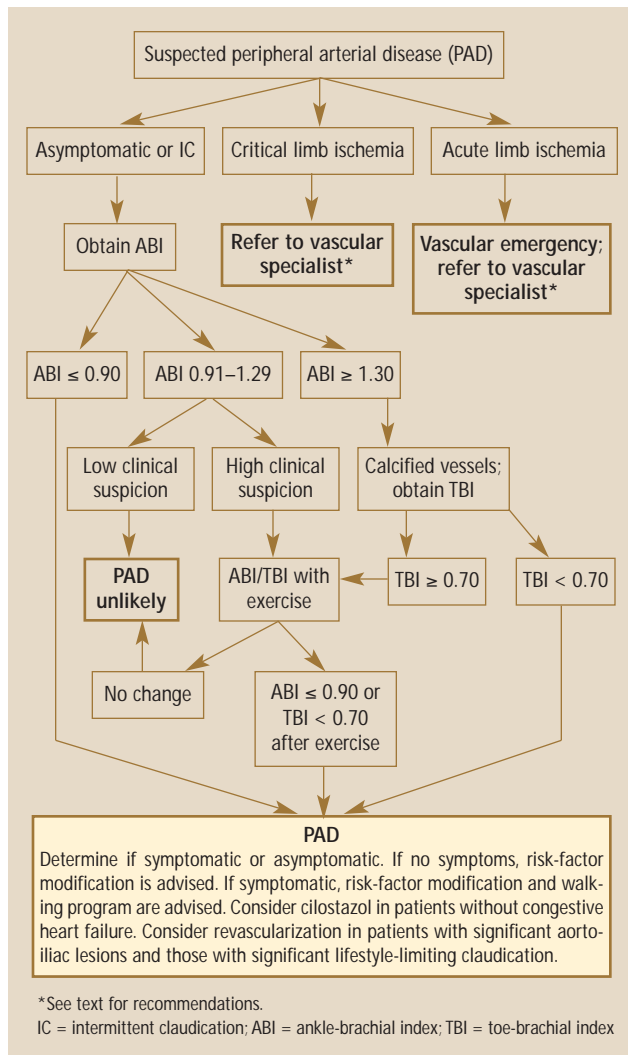 Suspected peripheral arterial disease (PAD)
Asymptomatic or IC
Critical limb ischemia
Acute limb ischemia
Obtain ABI
Refer to vascular
specialist*
Vascular emergency;
refer to vascular
specialist*
ABI ≤ 0.90
ABI 0.91–1.29
ABI ≥ 1.30
Low clinical
suspicion
High clinical
suspicion
Calcified vessels;
obtain TBI
PAD
unlikely
ABI/TBI with
exercise
TBI ≥ 0.70
TBI < 0.70
No change
ABI ≤ 0.90 or
TBI < 0.70
after exercise
PAD
Determine if symptomatic or asymptomatic. If no symptoms, risk-factor
modification is advised. If symptomatic, risk-factor modification and walk-
ing program are advised. Consider cilostazol in patients without congestive
heart failure. Consider revascularization in patients with significant aorto-
iliac lesions and those with significant lifestyle-limiting claudication.
*See text for recommendations.
IC = intermittent claudication; ABI = ankle-brachial index; TBI = toe-brachial index